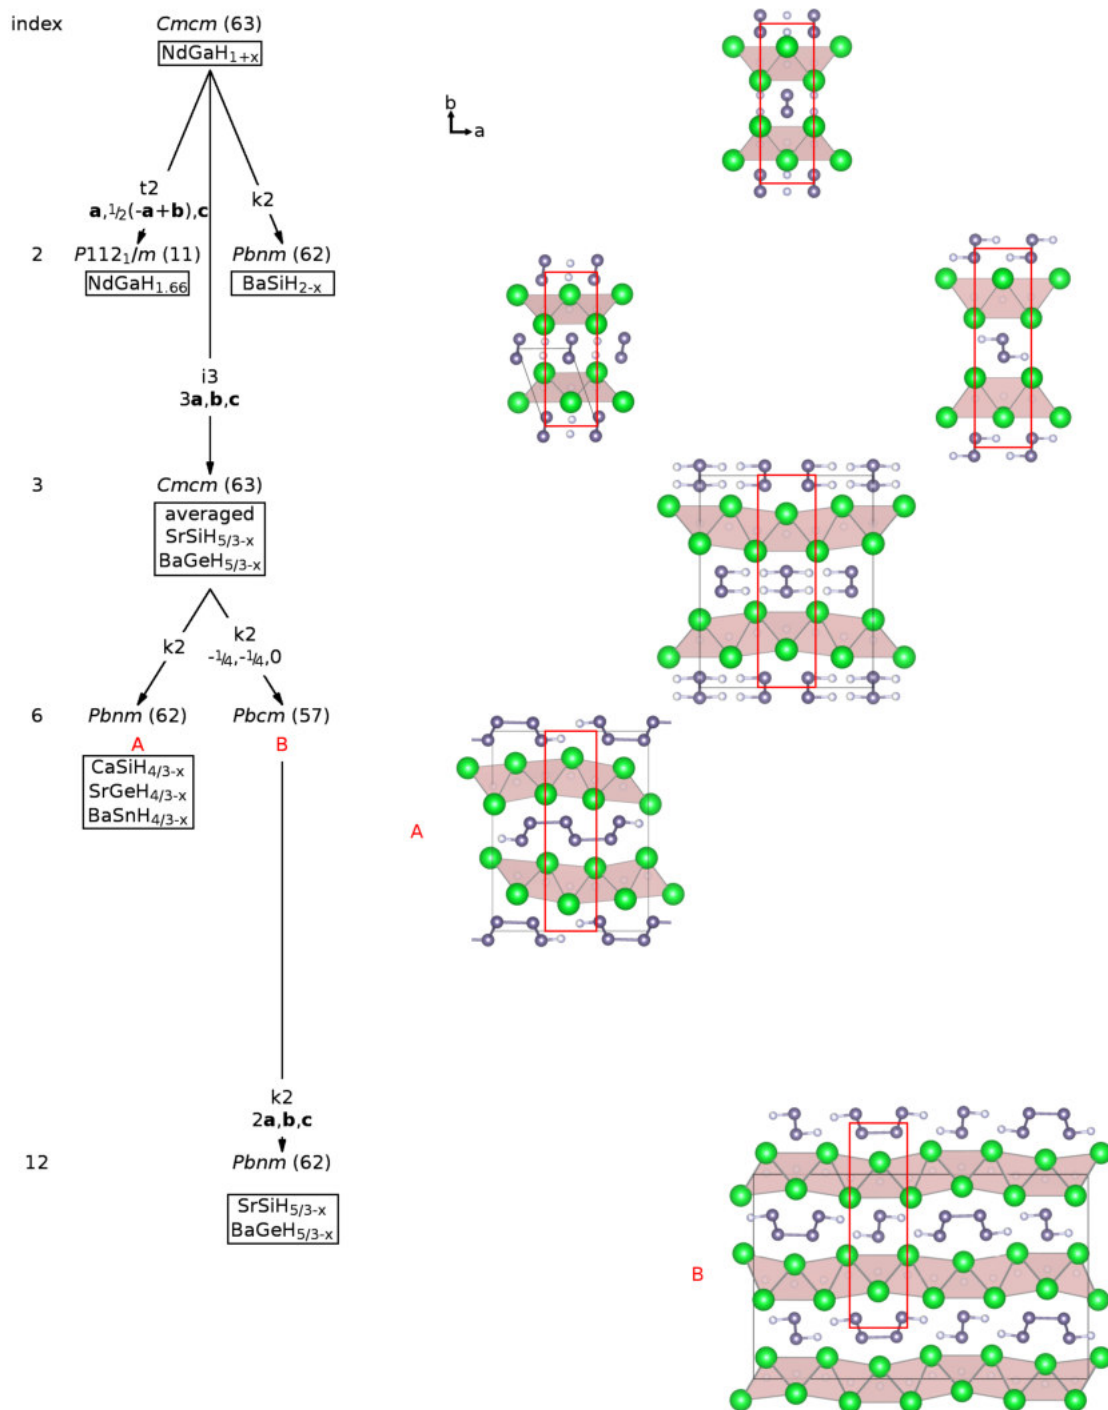 index
Cmcm (63)
NdGaH1+x
b
a
t2
a,1/2(-a+b),c
k2
2
P1121/m (11)
Pbnm (62)
NdGaH1.66
BaSiH2-x
i3
3a,b,c
3
Cmcm (63)
averaged
SrSiH5/3-x
BaGeH5/3-x
k2
k2
-1/4,-1/4,0
6
Pbnm (62)
Pbcm (57)
A
B
CaSiH4/3-x
SrGeH4/3-x
BaSnH4/3-x
A
k2
2a,b,c
12
Pbnm (62)
SrSiH5/3-x
BaGeH5/3-x
B